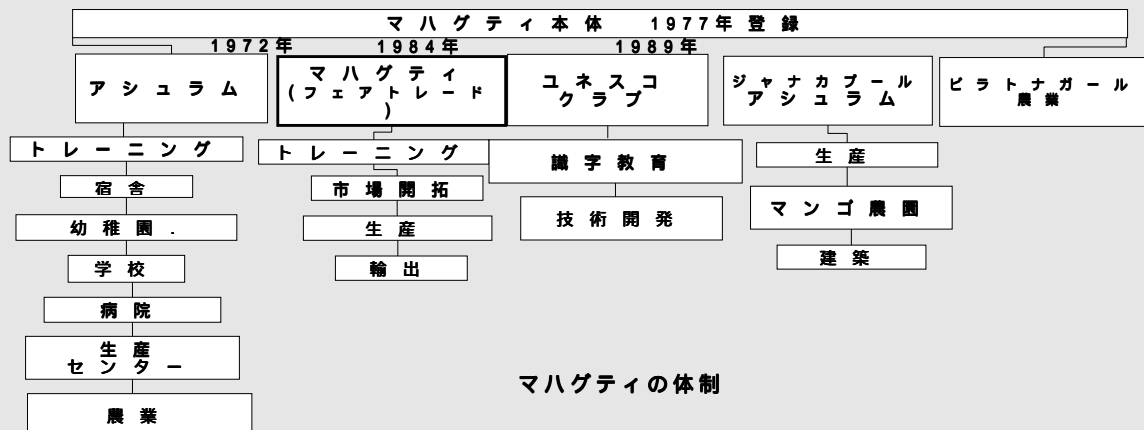 マハグティ本体 1977年登録
1972年 1984年 1989年
アシュラム
マハグティ
(フェアトレード
)
ユネスコ
クラブ
ジャナカプール
アシュラム
ビラトナガール
農業
トレーニング
宿舎
幼稚園.
学校
病院
生産
センター
農業
トレーニング
市場開拓
生産
輸出
識字教育
技術開発
生産
マンゴ農園
建築
マハグティの体制